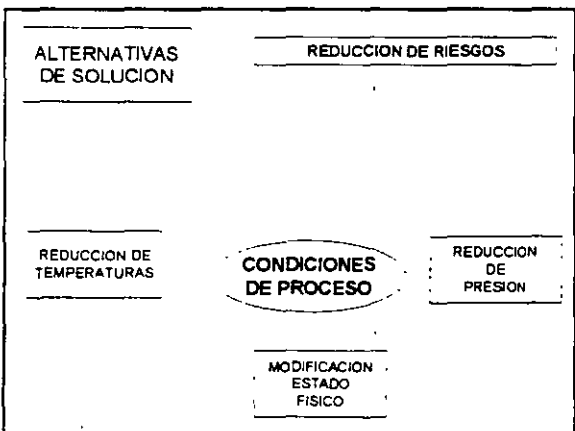 ALTERNATIVAS
DE SOLUCION
REDUCCION DE RIESGOS
REDUCCION DE
TEMPERATURAS
CONDICIONES
DE PROCESO
REDUCCION
DE
PRESION
MODIFICACION
ESTADO
FISICO